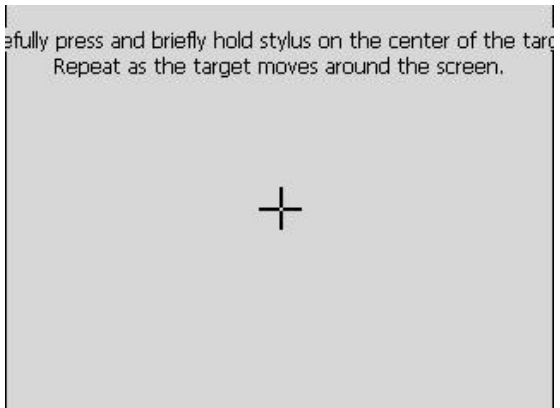 efully press and briefly hold stylus on the center of the targ
Repeat as the target moves around the screen.